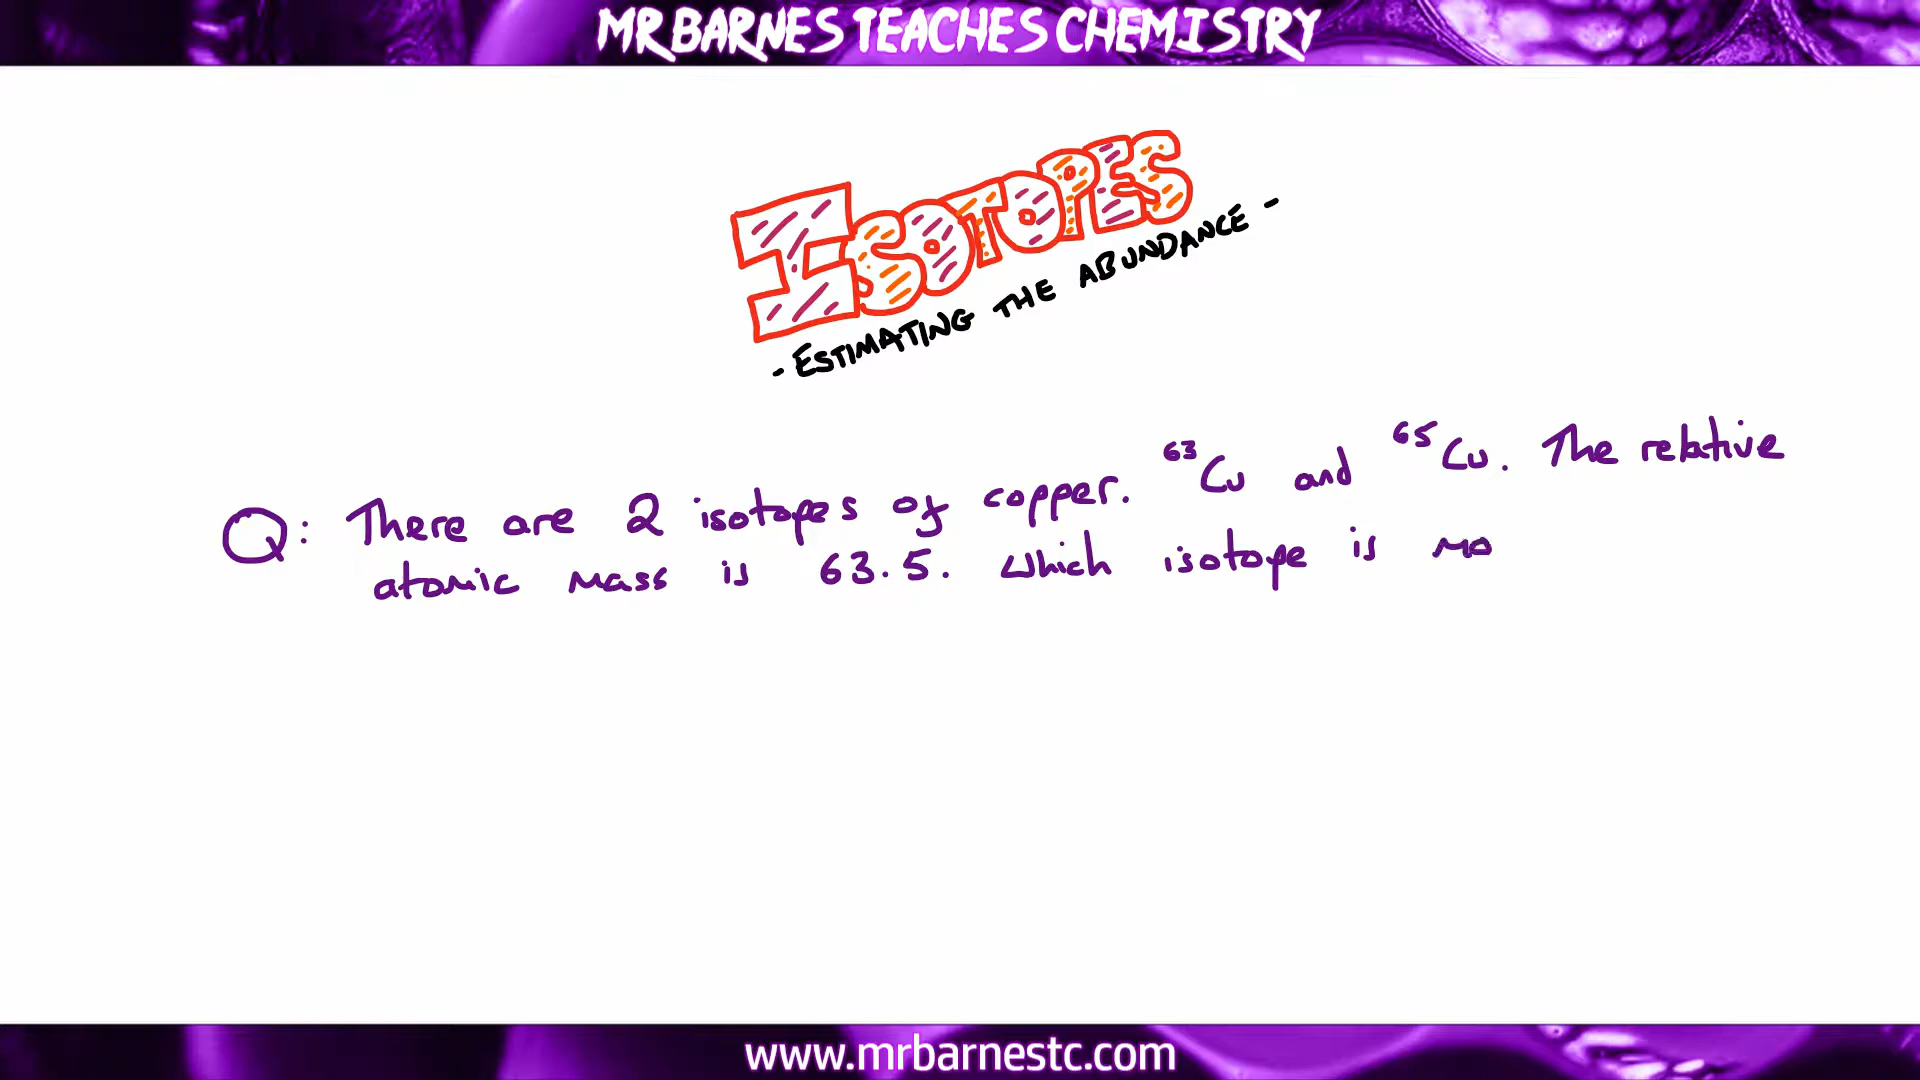 MR BARNES TEACHES CHEMISTRY
ISOTOPES
- ESTIMATING THE ABUNDANCE -
Q: There are 2 isotopes of copper. ⁶³Cu and ⁶⁵Cu. The relative
atomic mass is 63.5. Which isotope is mo
www.mrbarnestc.com